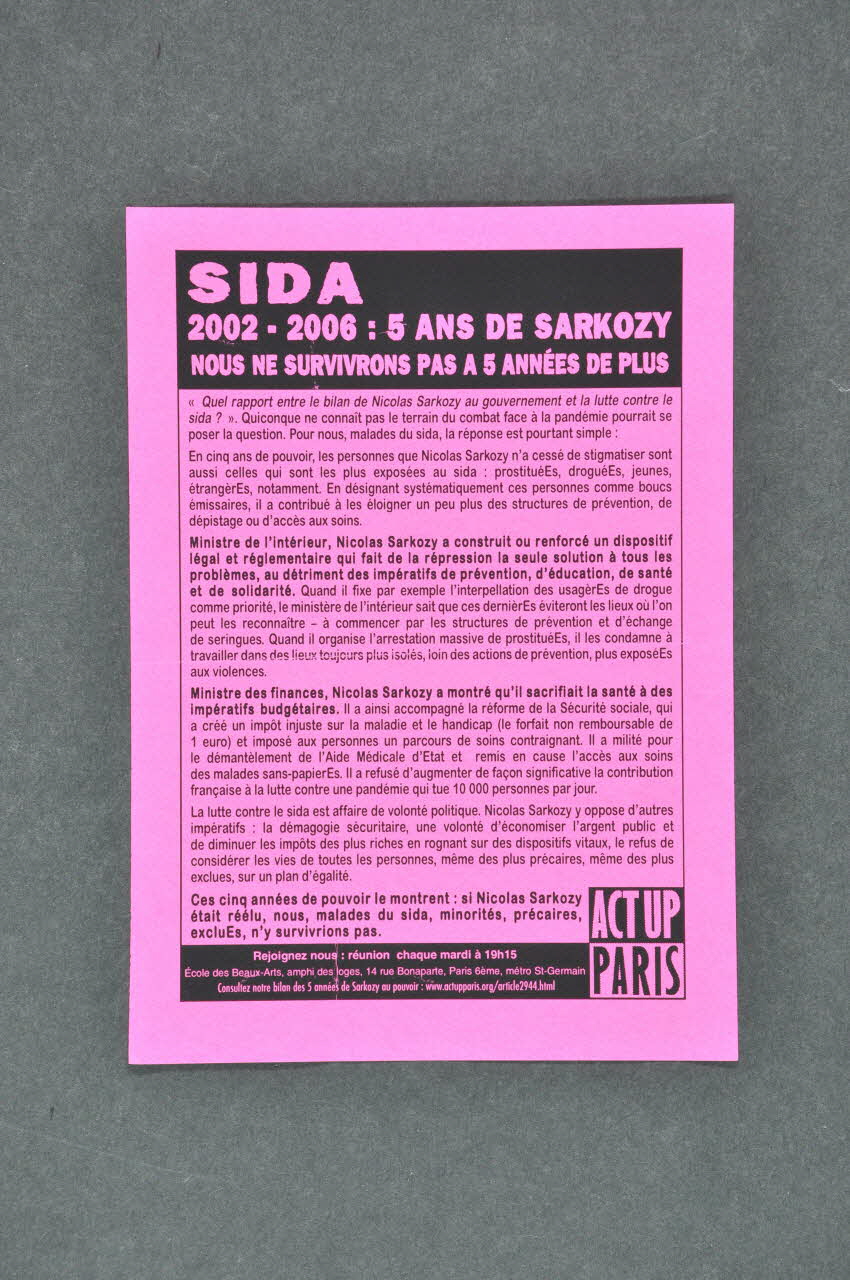 SIDA
2002 - 2006 : 5 ANS DE SARKOZY
NOUS NE SURVIVRONS PAS A 5 ANNÉES DE PLUS
« Quel rapport entre le bilan de Nicolas Sarkozy au gouvernement et la lutte contre le
sida ? ». Quiconque ne connaît pas le terrain du combat face à la pandémie pourrait se
poser la question. Pour nous, malades du sida, la réponse est pourtant simple :
En cinq ans de pouvoir, les personnes que Nicolas Sarkozy n'a cessé de stigmatiser sont
aussi celles qui sont les plus exposées au sida : prostituéEs, droguéEs, jeunes,
étrangèrEs, notamment. En désignant systématiquement ces personnes comme boucs
émissaires, il a contribué à les éloigner un peu plus des structures de prévention, de
dépistage ou d'accès aux soins.
Ministre de l'intérieur, Nicolas Sarkozy a construit ou renforcé un dispositif
légal et réglementaire qui fait de la répression la seule solution à tous les
problèmes, au détriment des impératifs de prévention, d'éducation, de santé
et de solidarité. Quand il fixe par exemple l'interpellation des usagèrEs de drogue
comme priorité, le ministère de l'intérieur sait que ces dernièrEs éviteront les lieux où l'on
peut les reconnaître – à commencer par les structures de prévention et d'échange
de seringues. Quand il organise l'arrestation massive de prostituéEs, il les condamne à
travailler dans des lieux toujours plus isolés, loin des actions de prévention, plus exposéEs
aux violences.
Ministre des finances, Nicolas Sarkozy a montré qu'il sacrifiait la santé à des
impératifs budgétaires. Il a ainsi accompagné la réforme de la Sécurité sociale, qui
a créé un impôt injuste sur la maladie et le handicap (le forfait non remboursable de
1 euro) et imposé aux personnes un parcours de soins contraignant. Il a milité pour
le démantèlement de l'Aide Médicale d'Etat et remis en cause l'accès aux soins
des malades sans-papierEs. Il a refusé d'augmenter de façon significative la contribution
française à la lutte contre une pandémie qui tue 10 000 personnes par jour.
La lutte contre le sida est affaire de volonté politique. Nicolas Sarkozy y oppose d'autres
impératifs : la démagogie sécuritaire, une volonté d'économiser l'argent public et
de diminuer les impôts des plus riches en rognant sur des dispositifs vitaux, le refus de
considérer les vies de toutes les personnes, même des plus précaires, même des plus
exclues, sur un plan d'égalité.
Ces cinq années de pouvoir le montrent : si Nicolas Sarkozy
était réélu, nous, malades du sida, minorités, précaires,
excluEs, n'y survivrions pas.
ACT UP
PARIS
Rejoignez nous : réunion chaque mardi à 19h15
École des Beaux-Arts, amphi des loges, 14 rue Bonaparte, Paris 6ème, métro St-Germain
Consultez notre bilan des 5 années de Sarkozy au pouvoir : www.actupparis.org/article2944.html